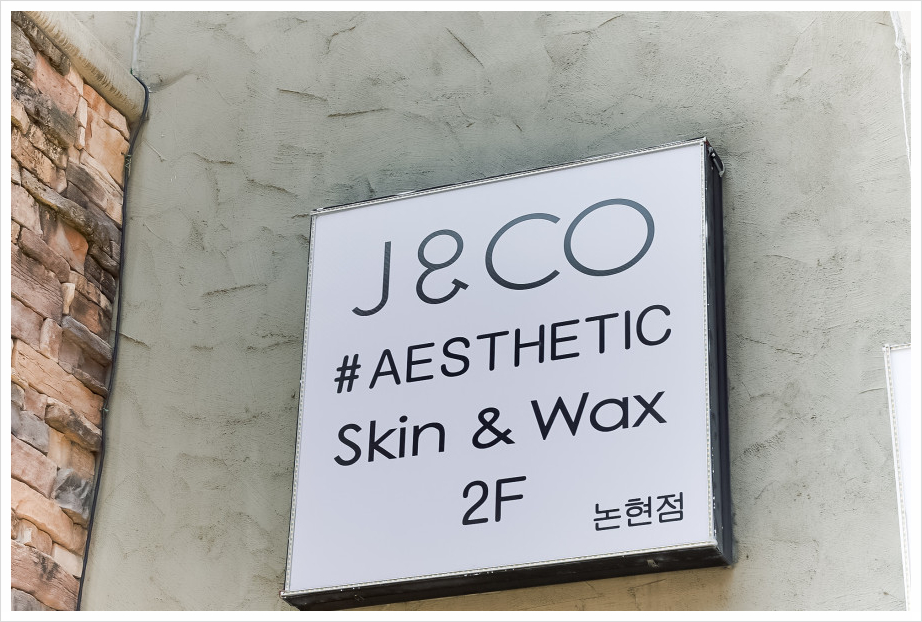 J&CO
#AESTHETIC
Skin & Wax
2F 논현점